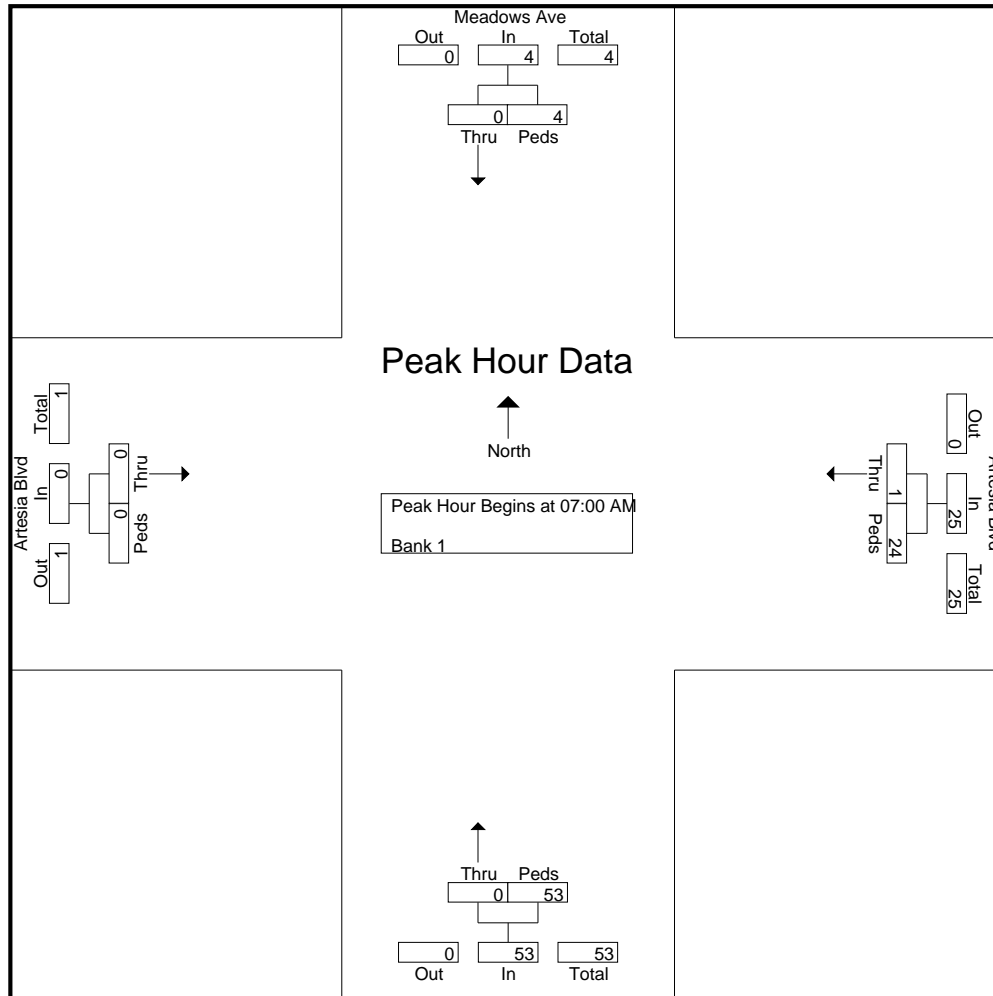 Meadows Ave
Out In Total
0 4 4
0 4
Thru Peds
Peak Hour Data
North
Peak Hour Begins at 07:00 AM
Bank 1
Artesia Blvd
Total In Out
1 0 1
0 0
Thru Peds
Out In Total
0 25 25
1 24
Thru Peds
Thru Peds
0 53
0 53 53
Out In Total